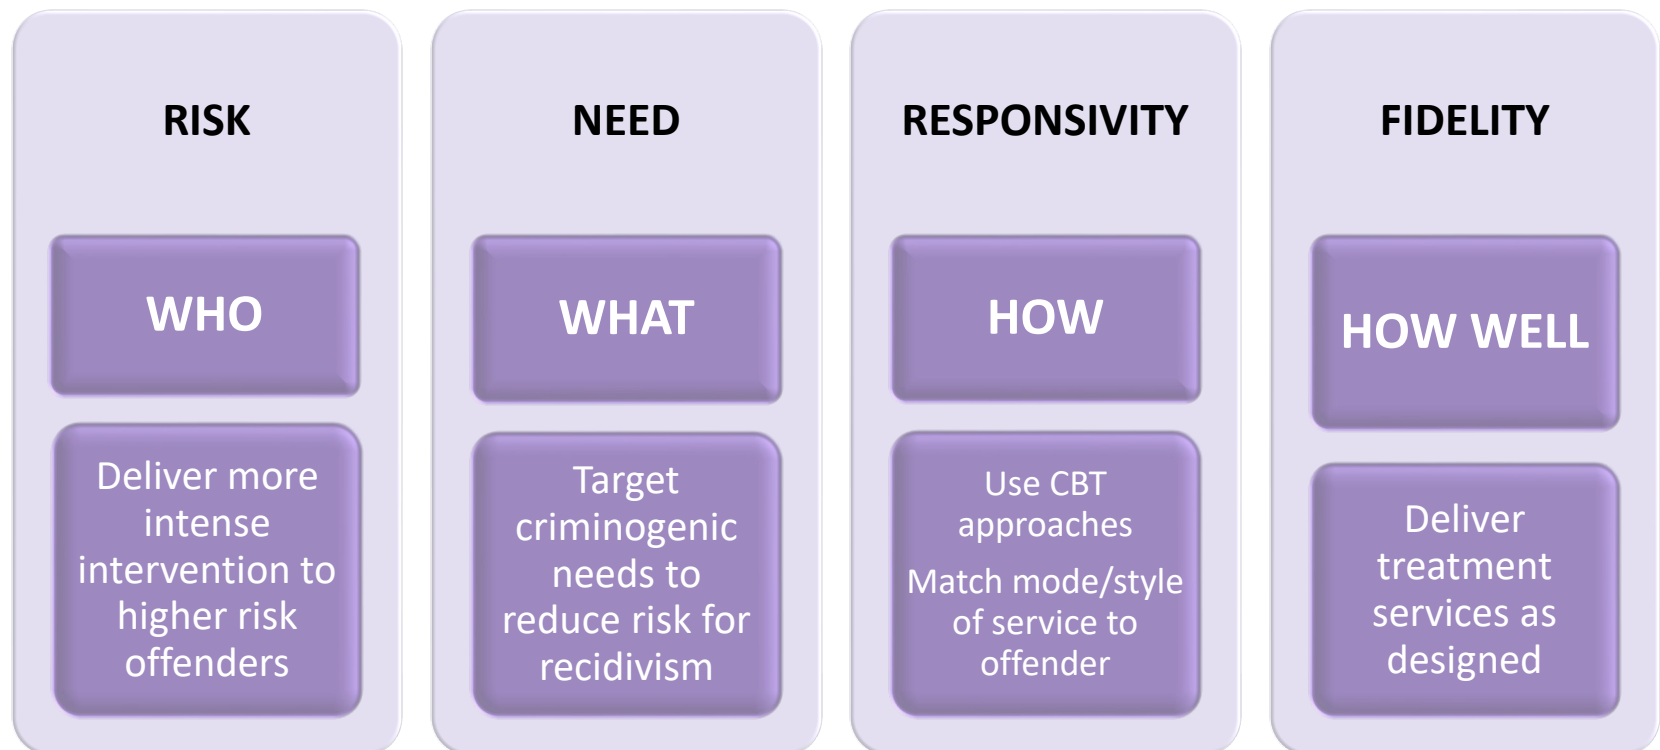 RISK
WHO
Deliver more
intense
intervention to
higher risk
offenders
NEED
WHAT
Target
criminogenic
needs to
reduce risk for
recidivism
RESPONSIVITY
HOW
Use CBT
approaches
Match mode/style
of service to
offender
FIDELITY
HOW WELL
Deliver
treatment
services as
designed